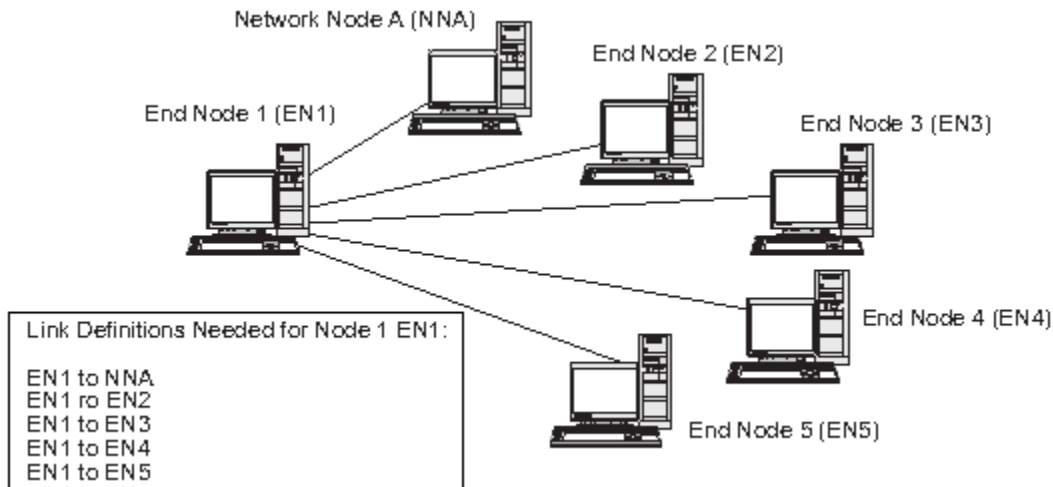 Network Node A (NNA)
End Node 2 (EN2)
End Node 1 (EN1)
End Node 3 (EN3)
End Node 4 (EN4)
End Node 5 (EN5)
Link Definitions Needed for Node 1 EN1:
EN1 to NNA
EN1 ro EN2
EN1 to EN3
EN1 to EN4
EN1 to EN5